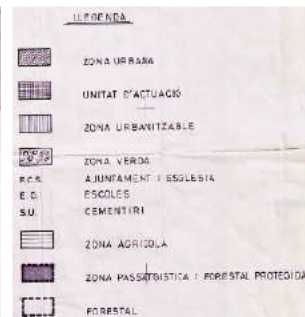 LLEGENDA
ZONA URBANA
UNITAT D'ACTUACIÓ
ZONA URBANITZABLE
ZONA VERDA
P.C.S. AJUNTAMENT I ESGLESIA
E.D. ESCOLES
S.U. CEMENTIRI
ZONA AGRICOLA
ZONA PAISATGISTICA I FORESTAL PROTEGIDA
FORESTAL